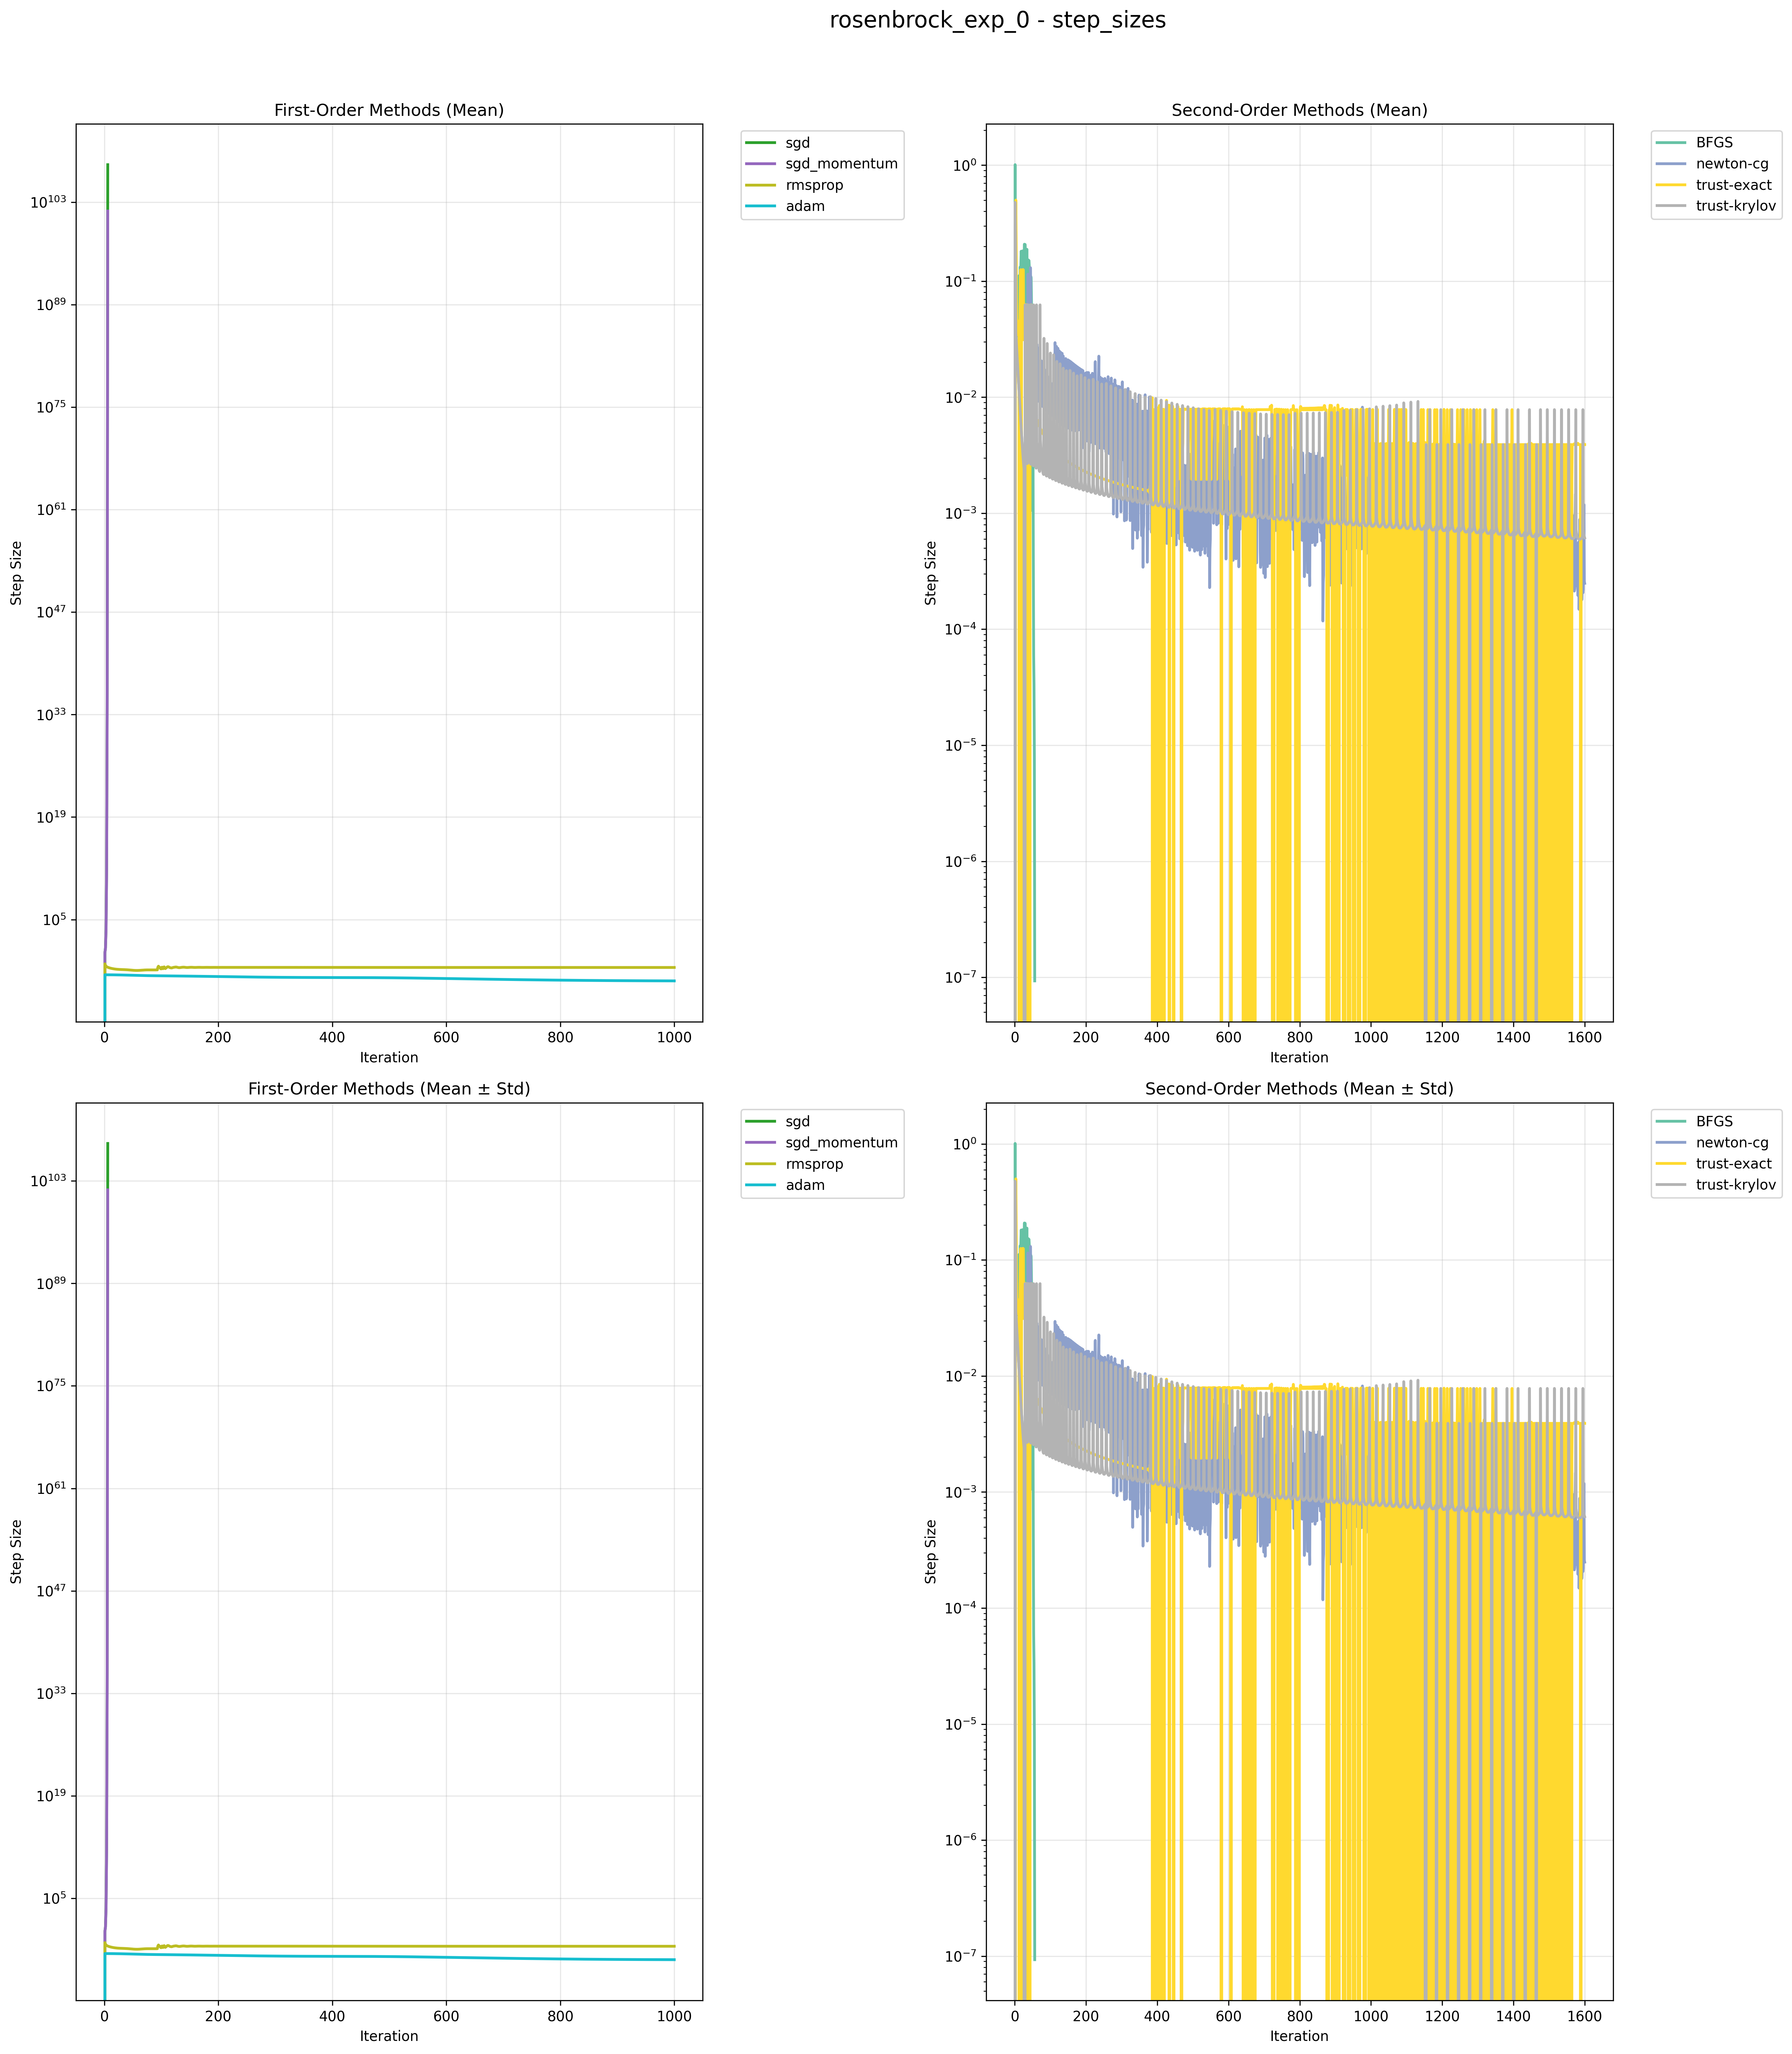 rosenbrock_exp_0 - step_sizes
First-Order Methods (Mean)
Step Size
10^103
10^89
10^75
10^61
10^47
10^33
10^19
10^5
0 200 400 600 800 1000
Iteration
sgd
sgd_momentum
rmsprop
adam
Second-Order Methods (Mean)
Step Size
10^0
10^−1
10^−2
10^−3
10^−4
10^−5
10^−6
10^−7
0 200 400 600 800 1000 1200 1400 1600
Iteration
BFGS
newton-cg
trust-exact
trust-krylov
First-Order Methods (Mean ± Std)
Step Size
10^103
10^89
10^75
10^61
10^47
10^33
10^19
10^5
0 200 400 600 800 1000
Iteration
sgd
sgd_momentum
rmsprop
adam
Second-Order Methods (Mean ± Std)
Step Size
10^0
10^−1
10^−2
10^−3
10^−4
10^−5
10^−6
10^−7
0 200 400 600 800 1000 1200 1400 1600
Iteration
BFGS
newton-cg
trust-exact
trust-krylov